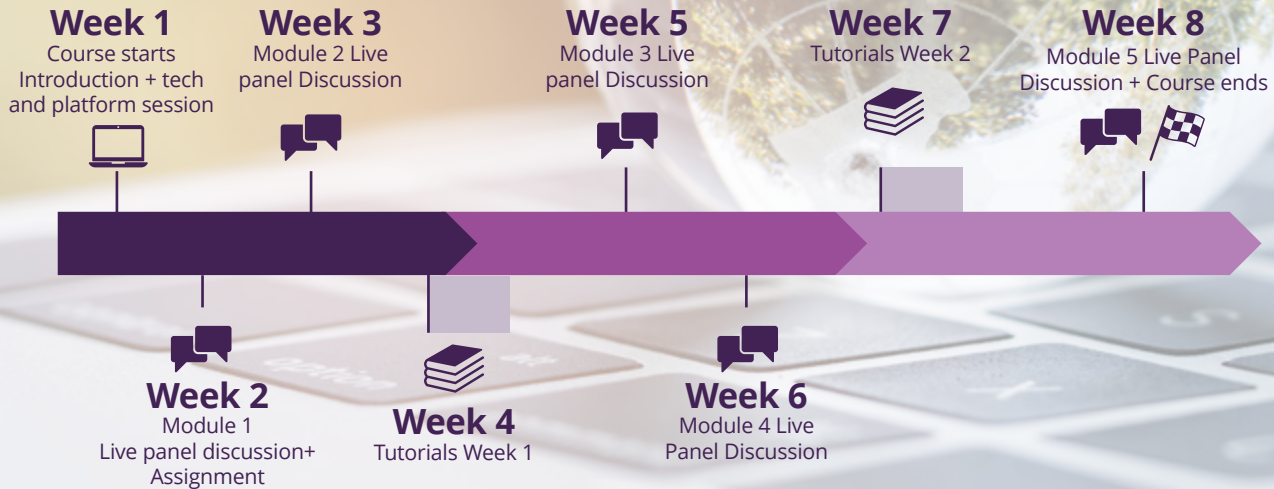 Week 1
Course starts
Introduction + tech
and platform session
Week 3
Module 2 Live
panel Discussion
Week 5
Module 3 Live
panel Discussion
Week 7
Tutorials Week 2
Week 8
Module 5 Live Panel
Discussion + Course ends
Week 2
Module 1
Live panel discussion+
Assignment
Week 4
Tutorials Week 1
Week 6
Module 4 Live
Panel Discussion
option
alt